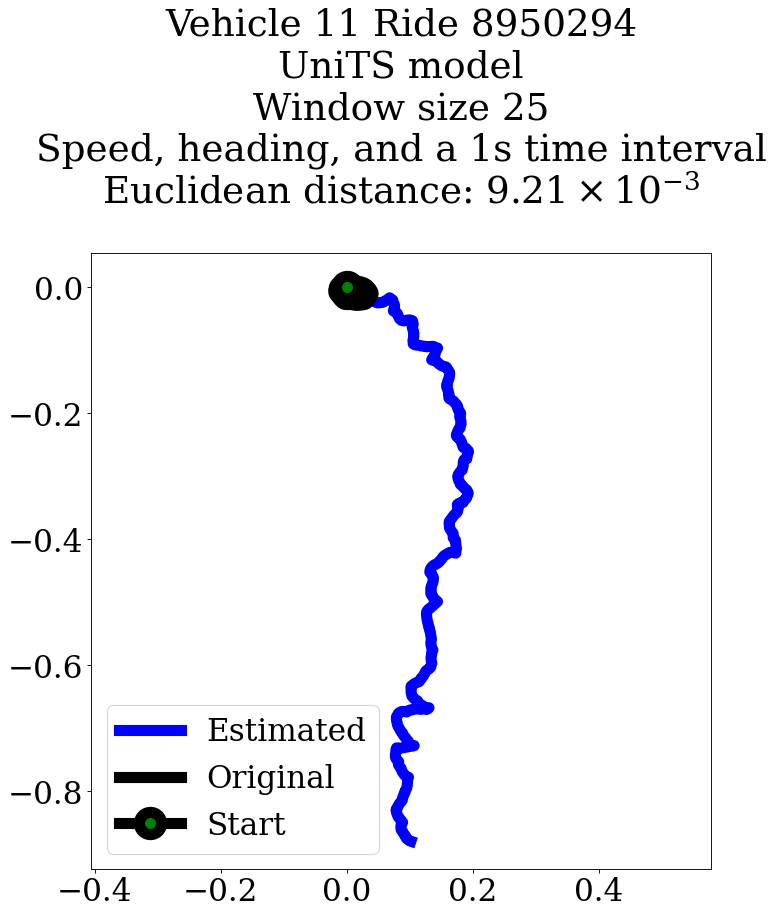 Vehicle 11 Ride 8950294
UniTS model
Window size 25
Speed, heading, and a 1s time interval
Euclidean distance: 9.21 × 10⁻³
0.0
−0.2
−0.4
−0.6
−0.8
Estimated
Original
Start
−0.4 −0.2 0.0 0.2 0.4